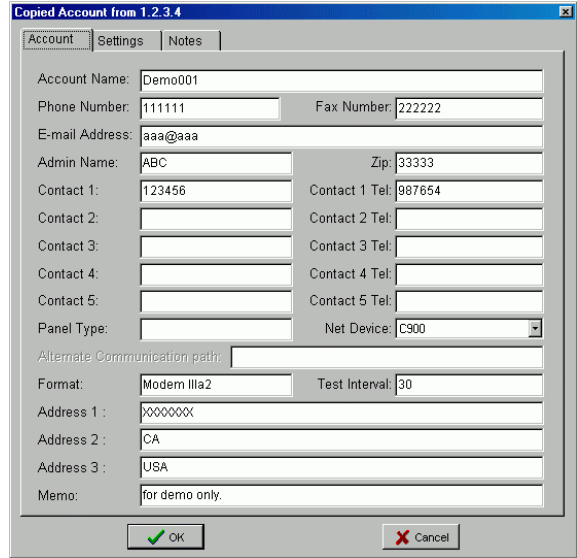 Copied Account from 1.2.3.4
Account Settings Notes
Account Name: Demo001
Phone Number: 111111 Fax Number: 222222
E-mail Address: aaa@aaa
Admin Name: ABC Zip: 33333
Contact 1: 123456 Contact 1 Tel: 987654
Contact 2: Contact 2 Tel:
Contact 3: Contact 3 Tel:
Contact 4: Contact 4 Tel:
Contact 5: Contact 5 Tel:
Panel Type: Net Device: C900
Alternate Communication path:
Format: Modem IIIa2 Test Interval: 30
Address 1 : XXXXXXX
Address 2 : CA
Address 3 : USA
Memo: for demo only.
OK Cancel